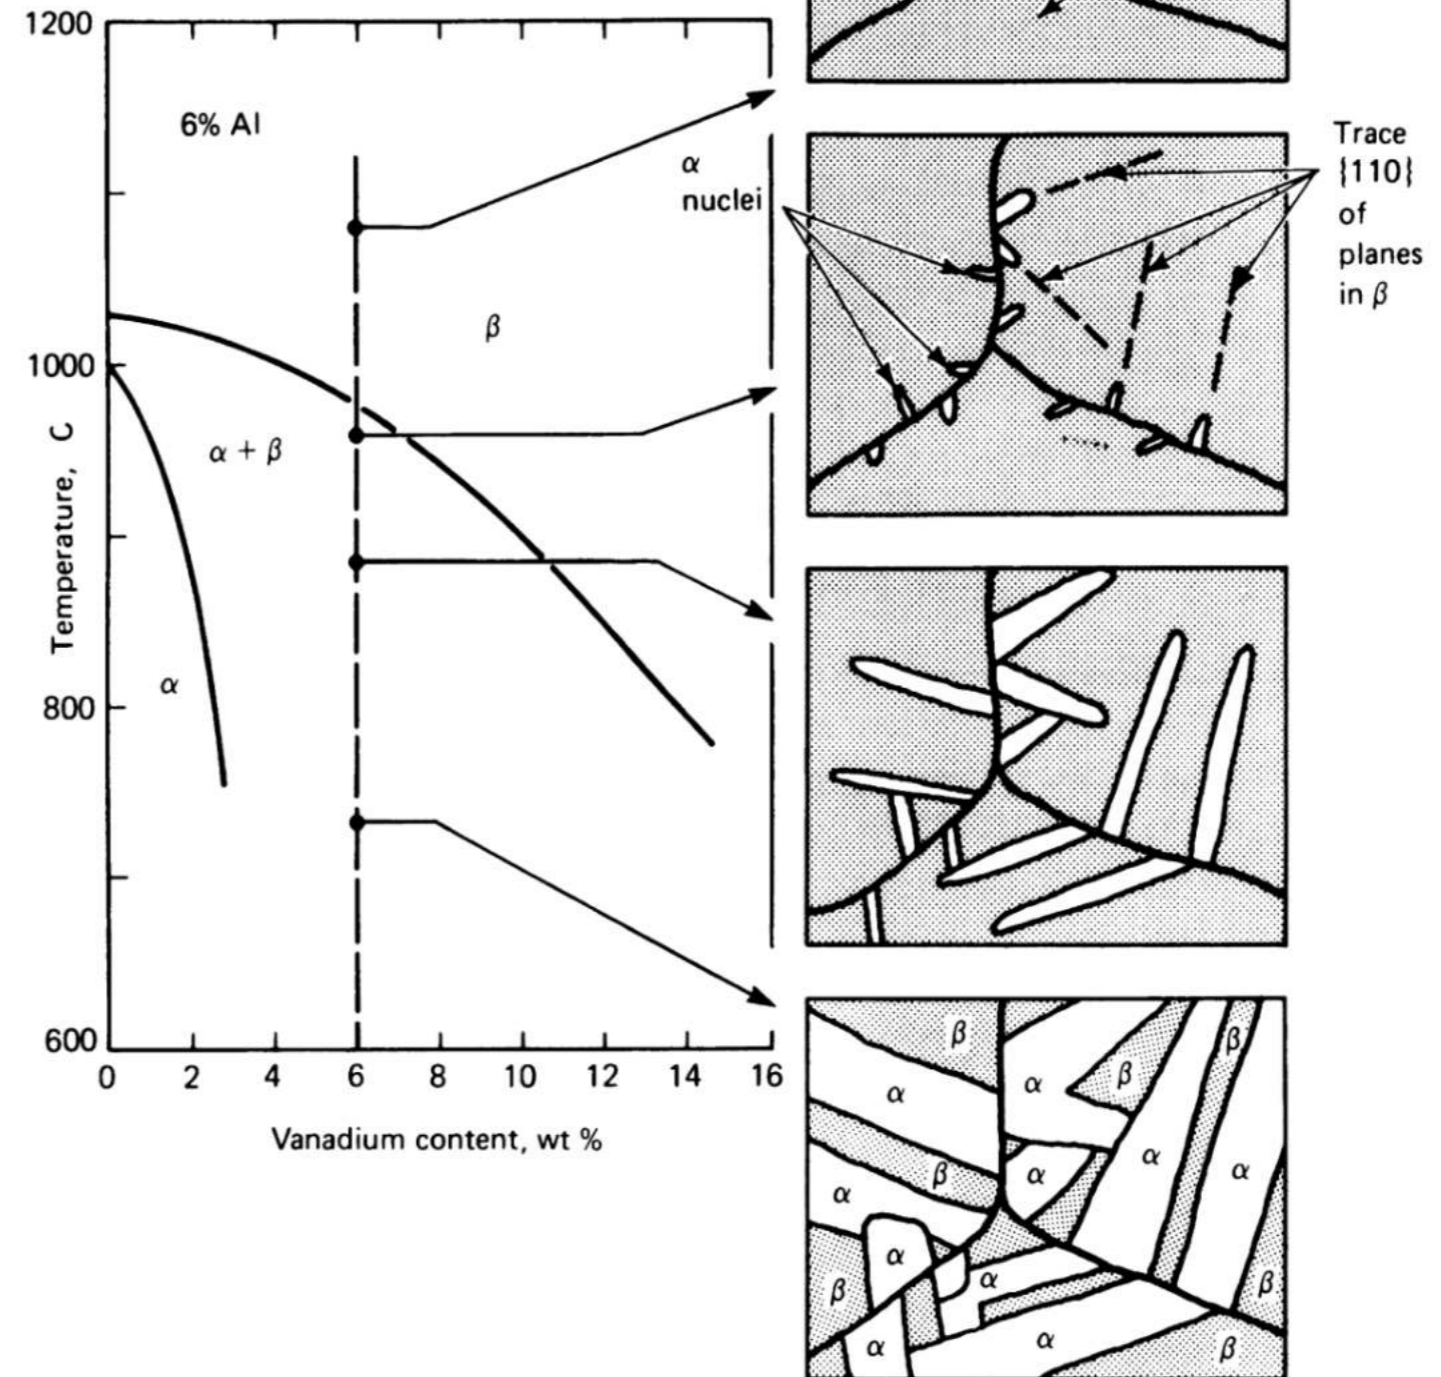 1200
6% Al
α
nuclei
Trace
{110}
of
planes
in β
β
1000
α + β
Temperature, C
α
800
600
0 2 4 6 8 10 12 14 16
Vanadium content, wt %
β
β
β
α
α
α
α
β
α
α
α
α
β
β
α
α
β